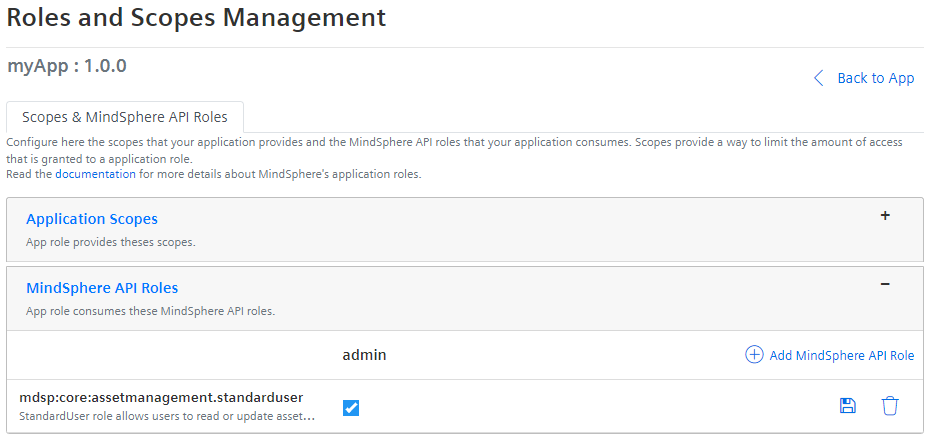 Roles and Scopes Management
myApp : 1.0.0
Back to App
Scopes & MindSphere API Roles
Configure here the scopes that your application provides and the MindSphere API roles that your application consumes. Scopes provide a way to limit the amount of access
that is granted to a application role.
Read the documentation for more details about MindSphere's application roles.
Application Scopes
+
App role provides theses scopes.
MindSphere API Roles
−
App role consumes these MindSphere API roles.
admin
Add MindSphere API Role
mdsp:core:assetmanagement.standarduser
StandardUser role allows users to read or update asset...